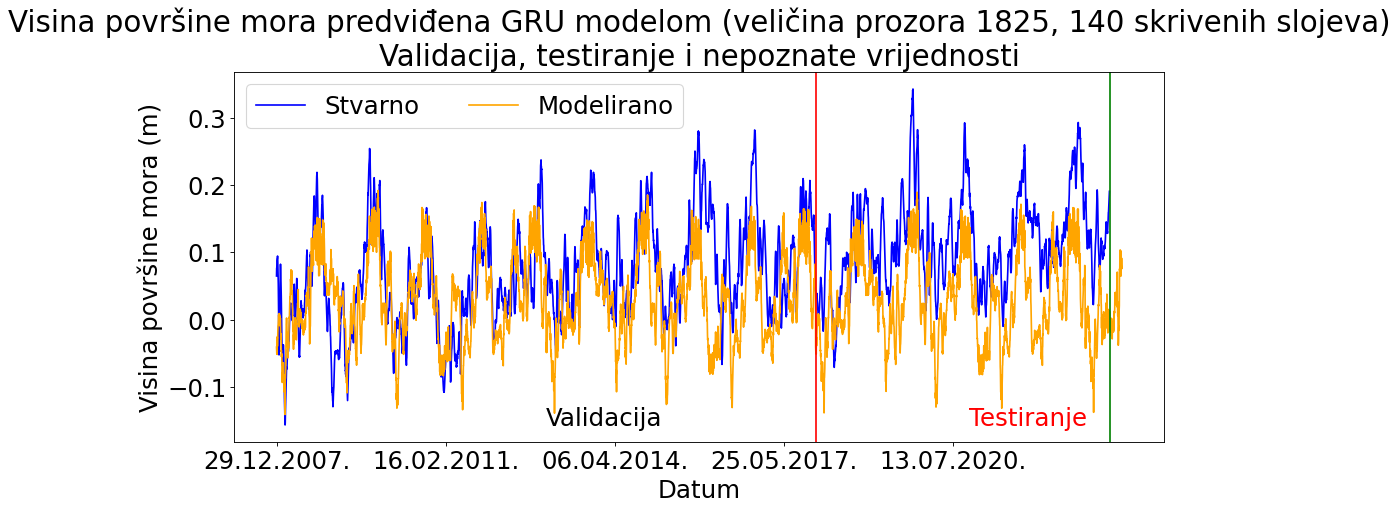 Visina površine mora predviđena GRU modelom (veličina prozora 1825, 140 skrivenih slojeva)
Validacija, testiranje i nepoznate vrijednosti
Stvarno
Modelirano
Visina površine mora (m)
0.3
0.2
0.1
0.0
−0.1
Validacija
Testiranje
29.12.2007.
16.02.2011.
06.04.2014.
25.05.2017.
13.07.2020.
Datum